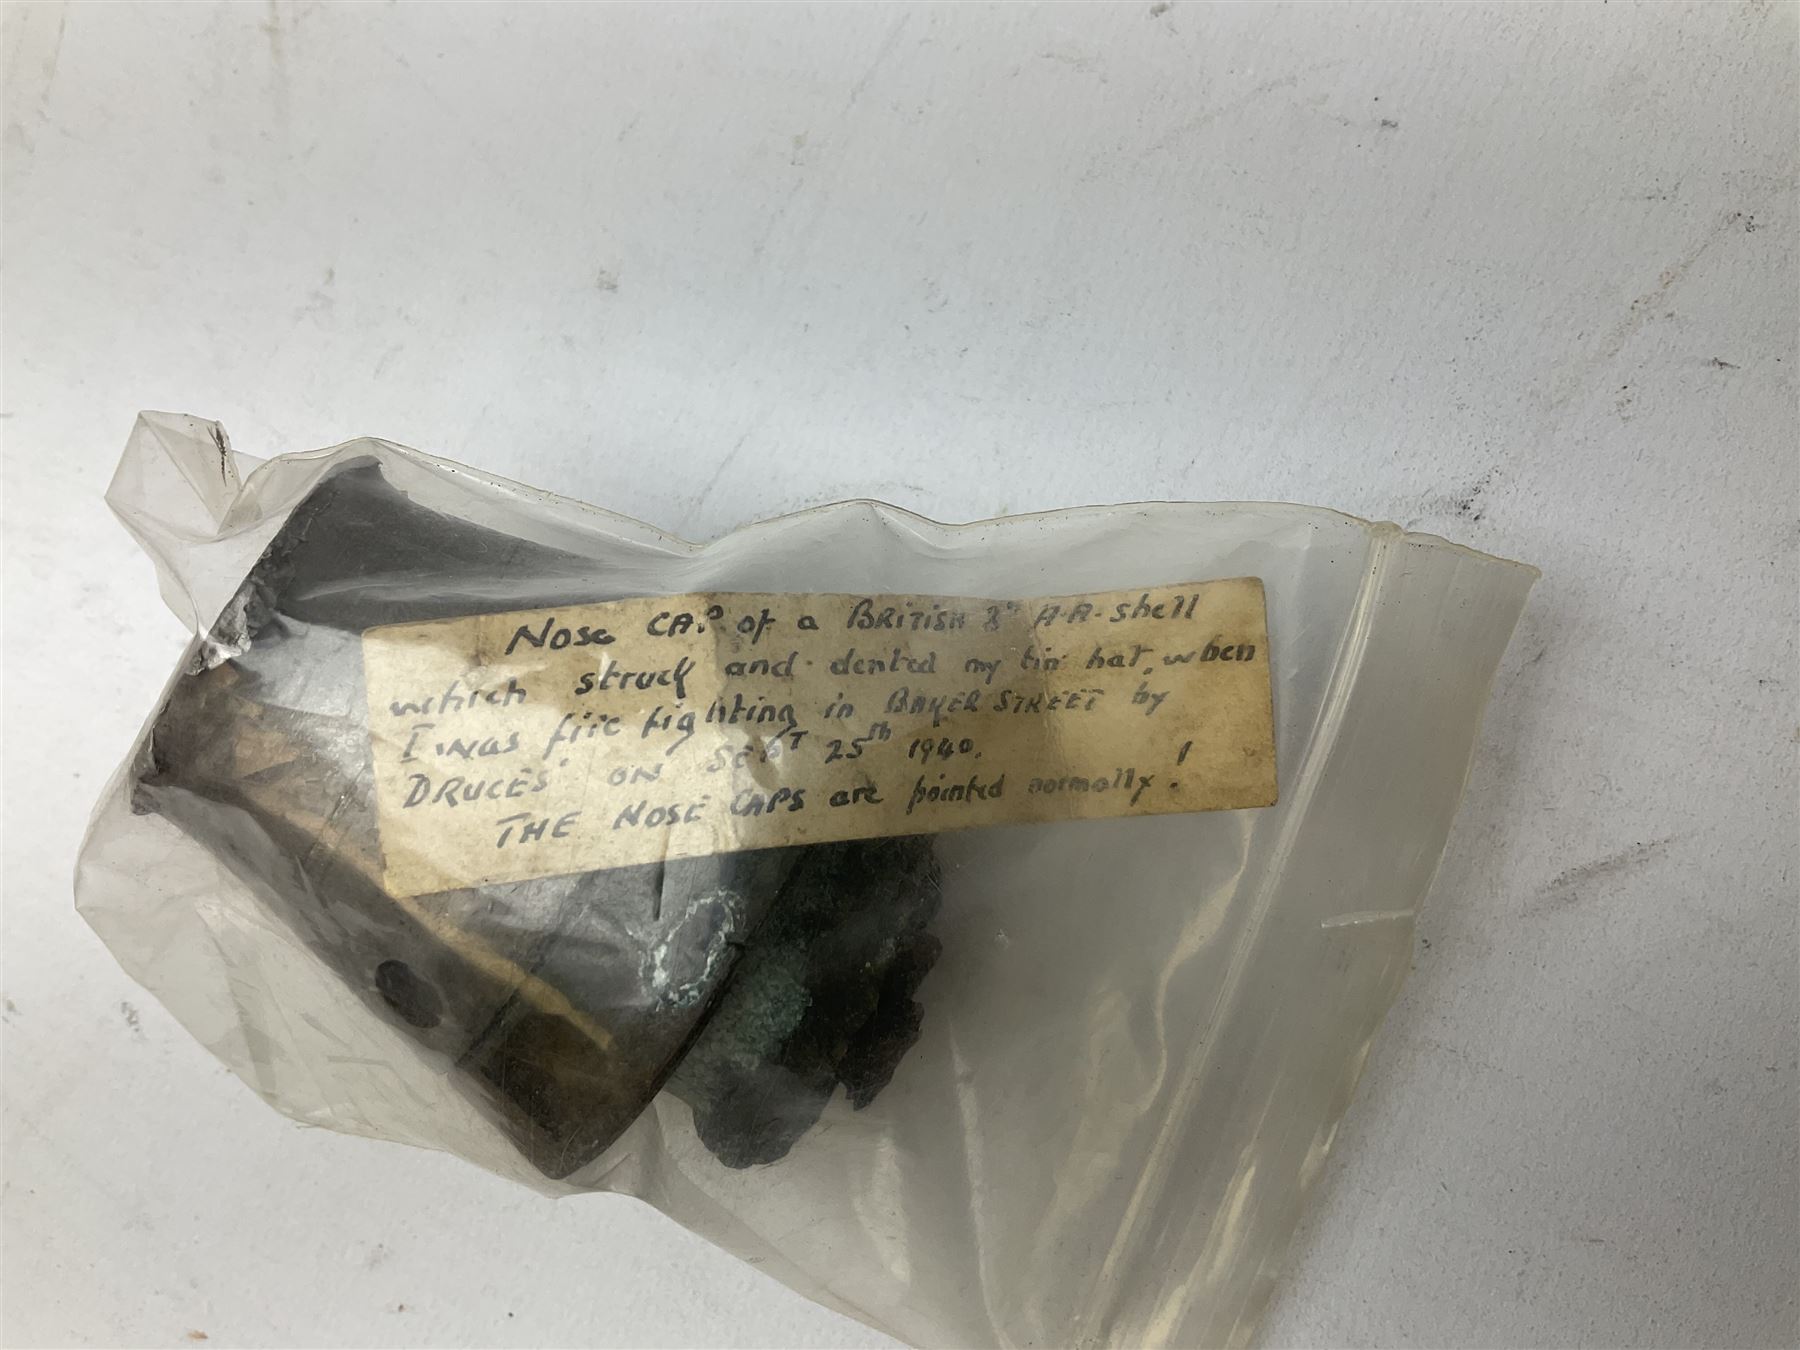 Nose CAP of a BRITISH A-A-shell
which struck and dented my tin hat, when
I was fire fighting in BAKER STREET by
DRUCES' ON SEPT 25th 1940.
THE NOSE CAPS are pointed normally!